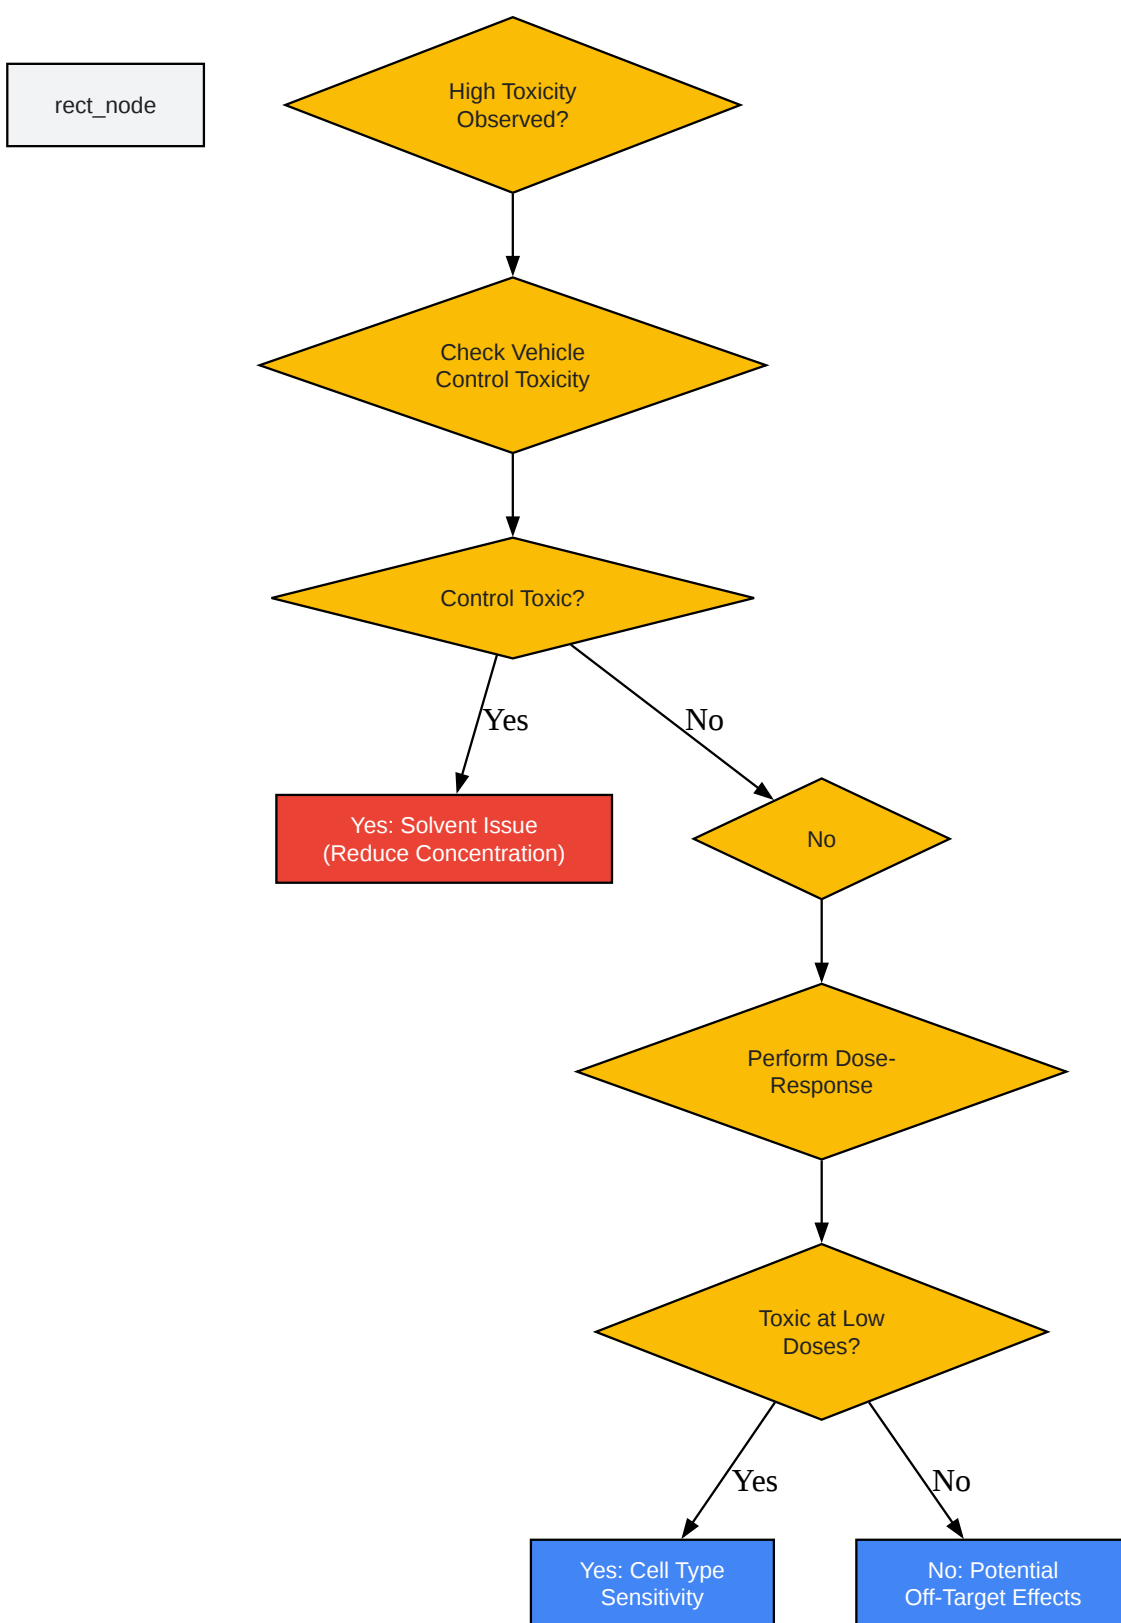 rect_node
High Toxicity
Observed?
Check Vehicle
Control Toxicity
Control Toxic?
Yes
No
Yes: Solvent Issue
(Reduce Concentration)
No
Perform Dose-
Response
Toxic at Low
Doses?
Yes
No
Yes: Cell Type
Sensitivity
No: Potential
Off-Target Effects